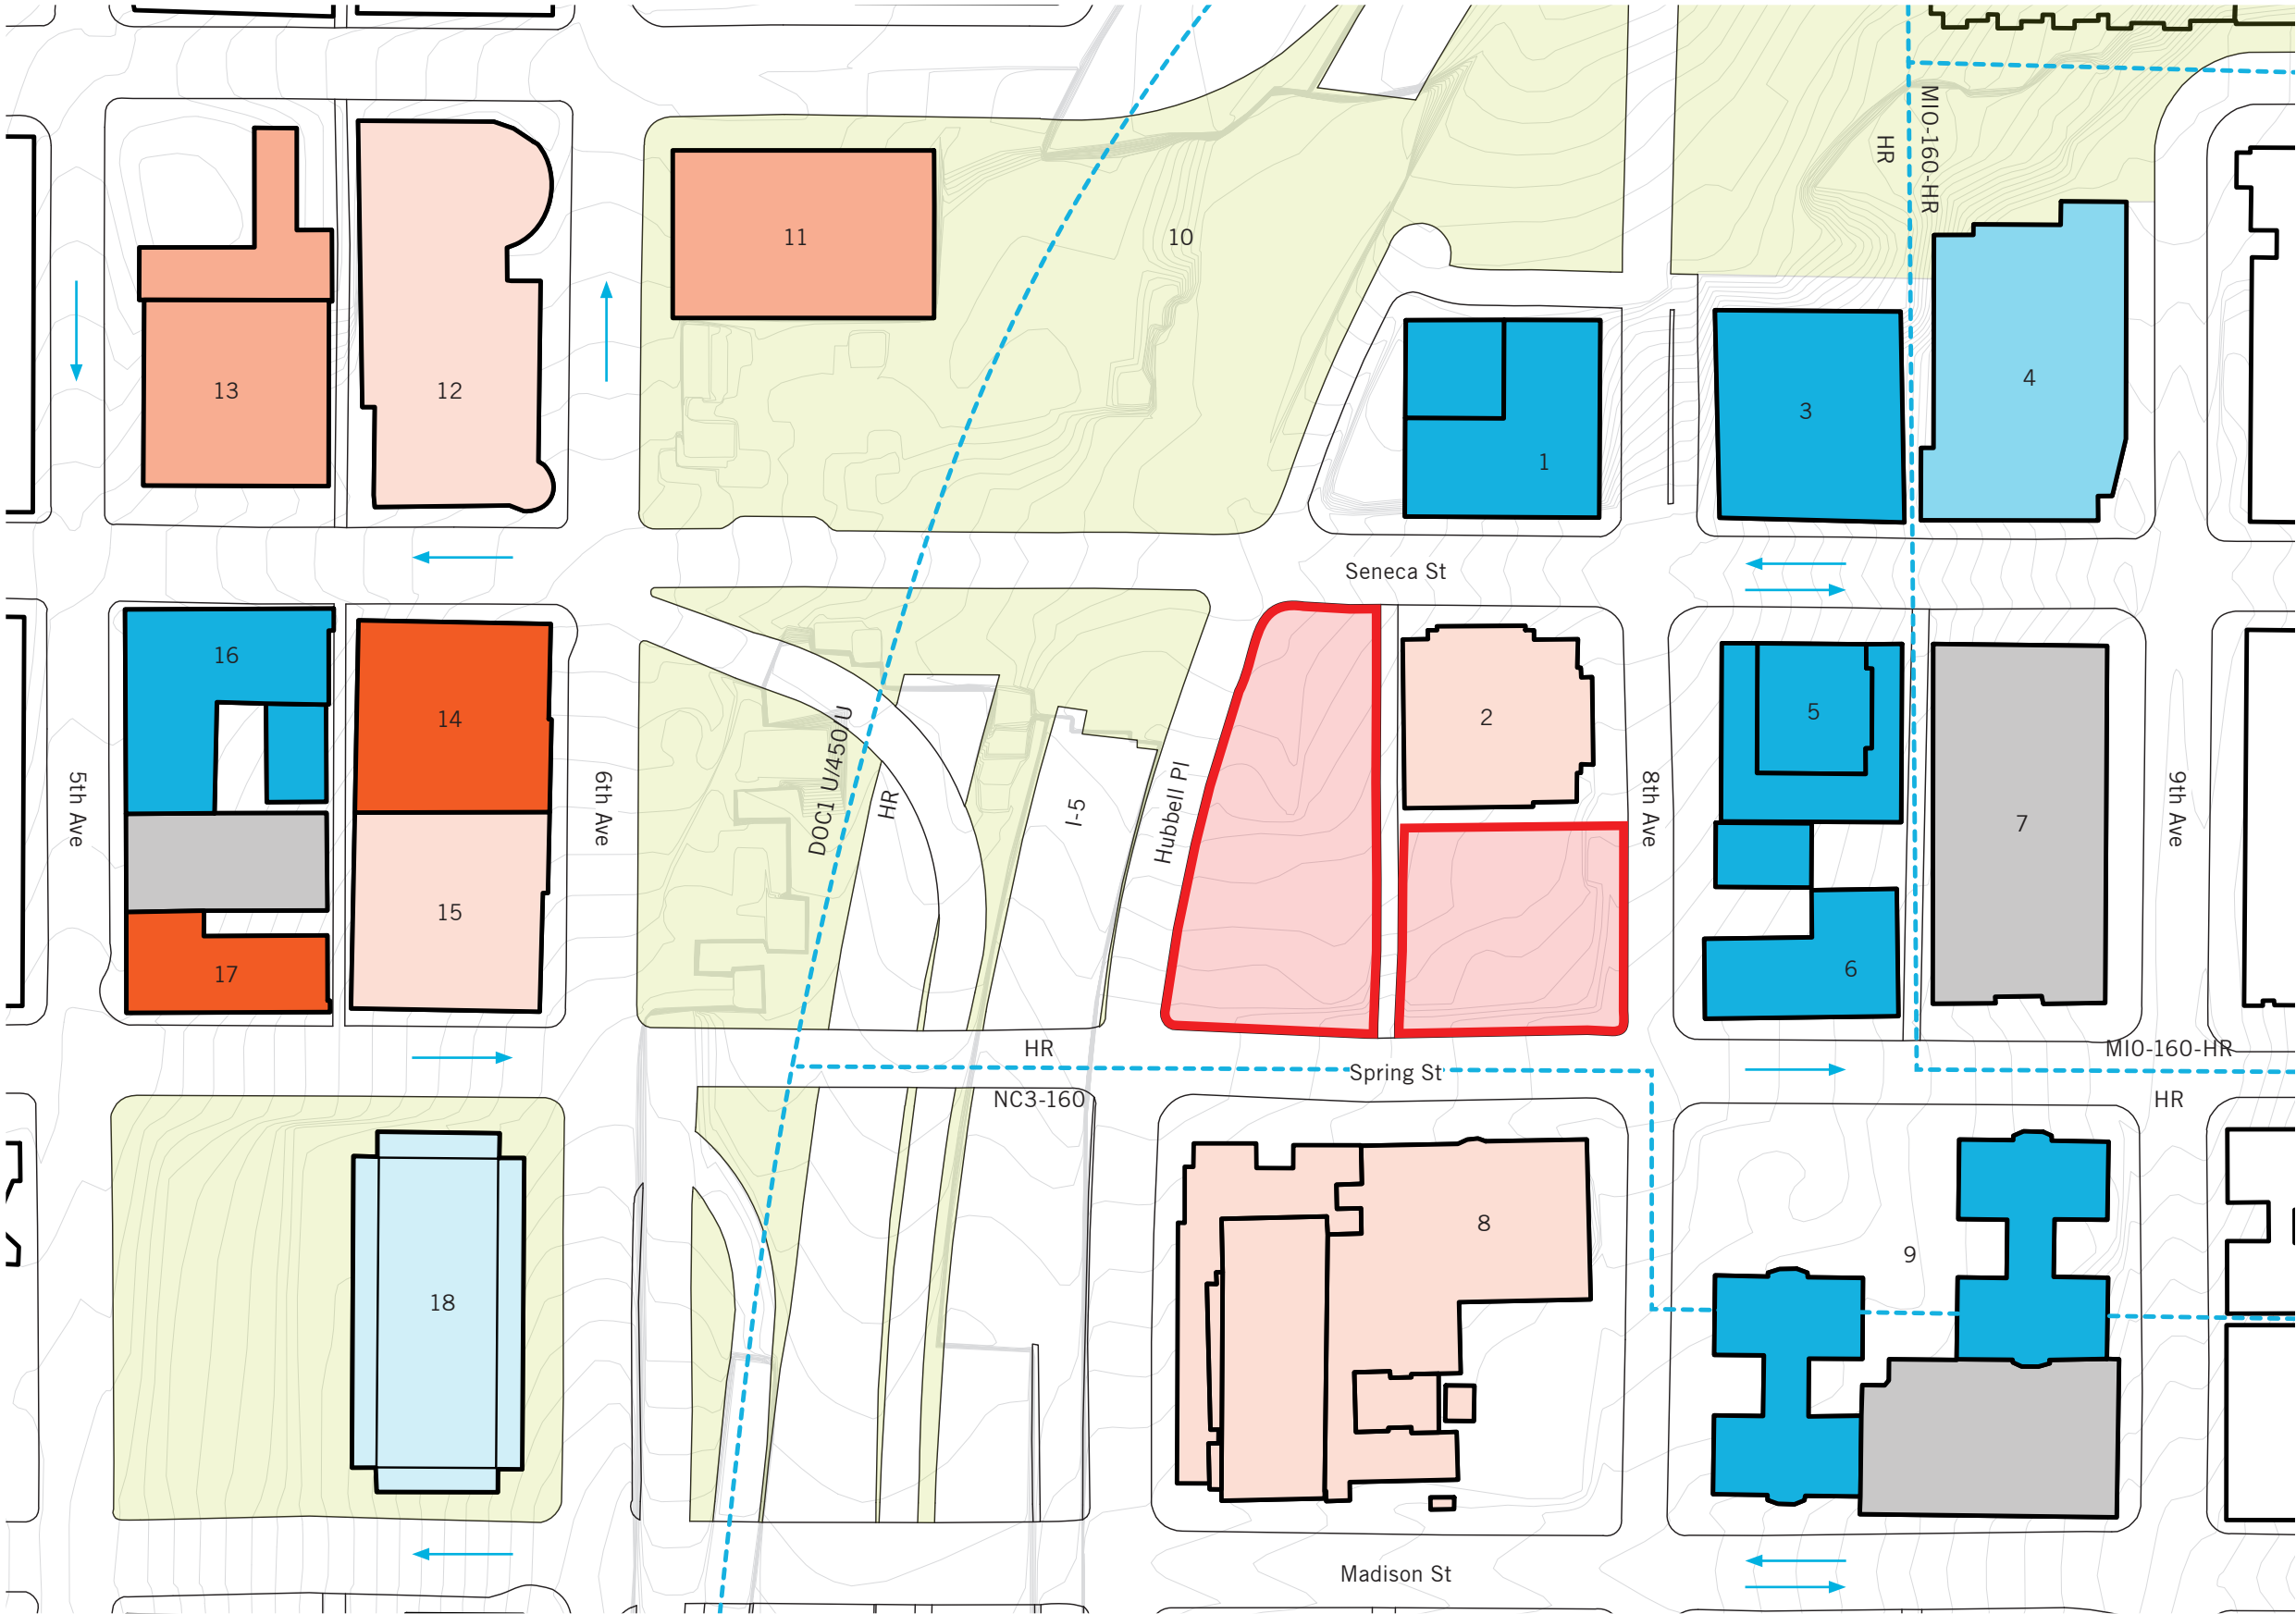 MIO-160-HR
HR
11
10
13
12
4
3
1
Seneca St
16
14
2
5
DOC1 U/450/U
HR
I-5
Hubbell Pl
5th Ave
6th Ave
8th Ave
7
9th Ave
15
17
6
HR
MIO-160-HR
Spring St
NC3-160
HR
8
9
18
Madison St